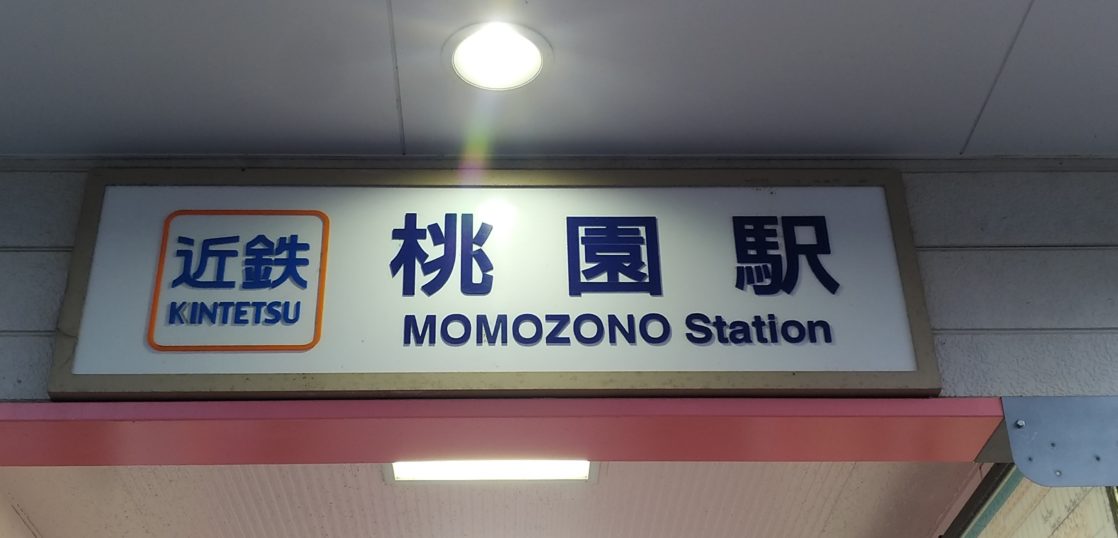 近鉄
KINTETSU
桃園駅
MOMOZONO Station